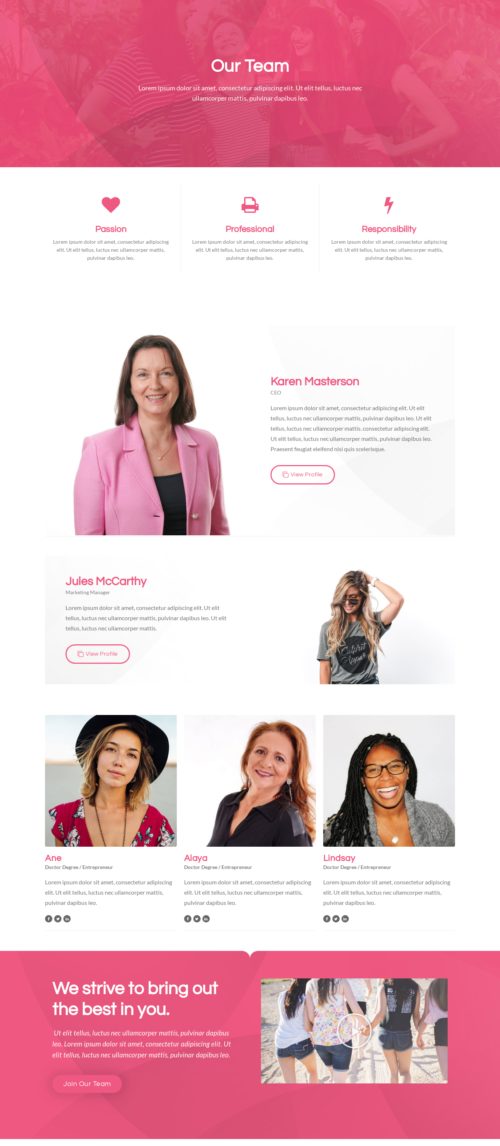 Our Team
Lorem ipsum dolor sit amet, consectetur adipiscing elit. Ut elit tellus, luctus nec
ullamcorper mattis, pulvinar dapibus leo.
Passion
Lorem ipsum dolor sit amet, consectetur adipiscing
elit. Ut elit tellus, luctus nec ullamcorper mattis,
pulvinar dapibus leo.
Professional
Lorem ipsum dolor sit amet, consectetur adipiscing
elit. Ut elit tellus, luctus nec ullamcorper mattis,
pulvinar dapibus leo.
Responsibility
Lorem ipsum dolor sit amet, consectetur adipiscing
elit. Ut elit tellus, luctus nec ullamcorper mattis,
pulvinar dapibus leo.
Karen Masterson
CEO
Lorem ipsum dolor sit amet, consectetur adipiscing elit. Ut elit
tellus, luctus nec ullamcorper mattis, pulvinar dapibus leo. Ut elit
tellus, luctus nec ullamcorper mattis. consectetur adipiscing elit.
Ut elit tellus, luctus nec ullamcorper mattis, pulvinar dapibus leo.
Praesent feugiat eleifend nisi quis scelerisque.
View Profile
Jules McCarthy
Marketing Manager
Lorem ipsum dolor sit amet, consectetur adipiscing elit. Ut elit
tellus, luctus nec ullamcorper mattis, pulvinar dapibus leo. Ut elit
tellus, luctus nec ullamcorper mattis.
View Profile
Ane
Doctor Degree / Entrepreneur
Lorem ipsum dolor sit amet, consectetur adipiscing
elit. Ut elit tellus, luctus nec ullamcorper mattis,
pulvinar dapibus leo.
Alaya
Doctor Degree / Entrepreneur
Lorem ipsum dolor sit amet, consectetur adipiscing
elit. Ut elit tellus, luctus nec ullamcorper mattis,
pulvinar dapibus leo.
Lindsay
Doctor Degree / Entrepreneur
Lorem ipsum dolor sit amet, consectetur adipiscing
elit. Ut elit tellus, luctus nec ullamcorper mattis,
pulvinar dapibus leo.
We strive to bring out
the best in you.
Ut elit tellus, luctus nec ullamcorper mattis, pulvinar dapibus
leo. Lorem ipsum dolor sit amet, consectetur adipiscing elit.
Ut elit tellus, luctus nec ullamcorper mattis, pulvinar dapibus
leo.
Join Our Team